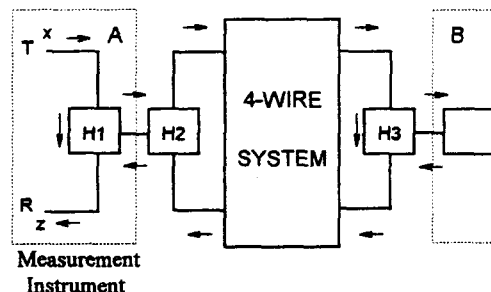 x
A
T
B
4-WIRE
SYSTEM
H1
H2
H3
R
z
Measurement
Instrument